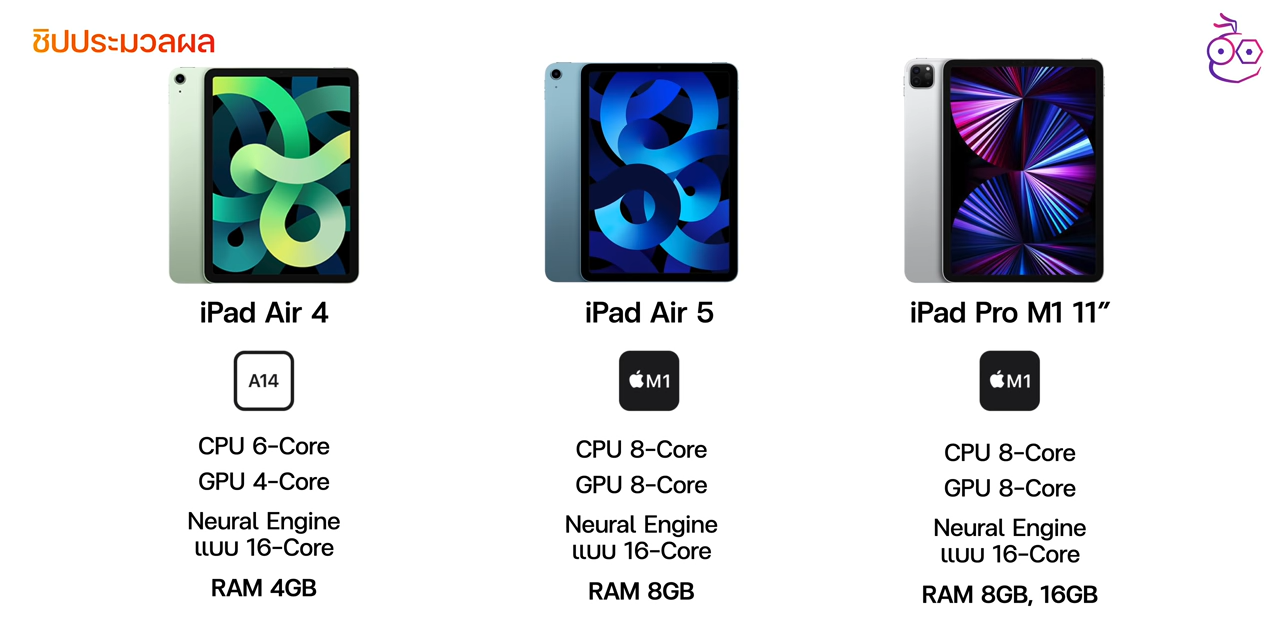 ชิปประมวลผล
iPad Air 4
A14
CPU 6-Core
GPU 4-Core
Neural Engine
แบบ 16-Core
RAM 4GB
iPad Air 5
M1
CPU 8-Core
GPU 8-Core
Neural Engine
แบบ 16-Core
RAM 8GB
iPad Pro M1 11″
M1
CPU 8-Core
GPU 8-Core
Neural Engine
แบบ 16-Core
RAM 8GB, 16GB